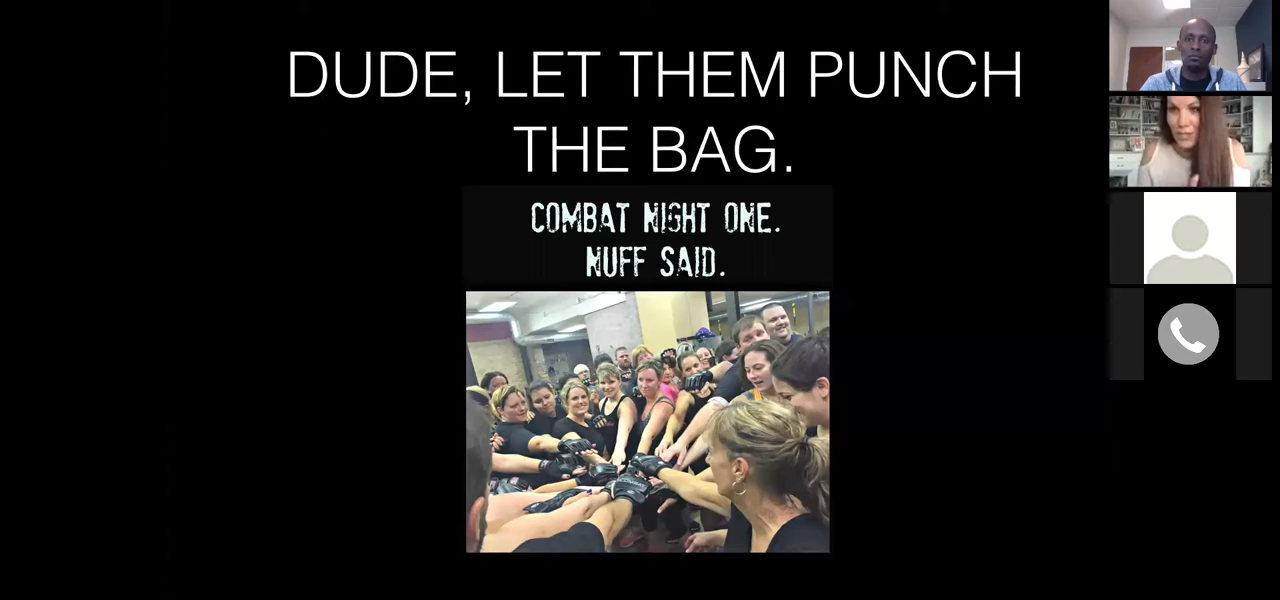 DUDE, LET THEM PUNCH
THE BAG.
COMBAT NIGHT ONE.
NUFF SAID.